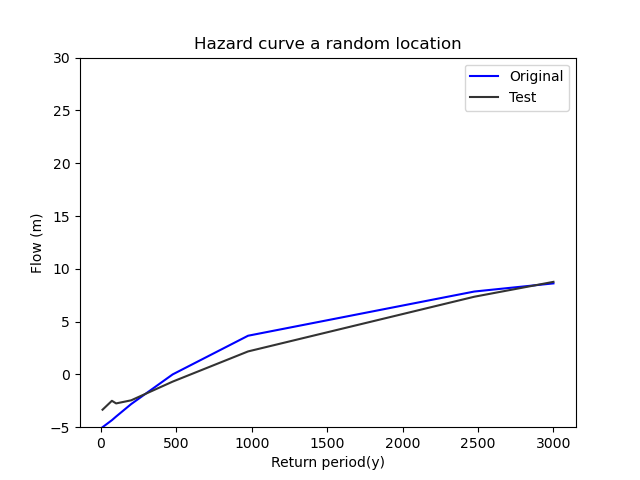 Hazard curve a random location
30
25
20
15
10
5
0
−5
Flow (m)
Original
Test
0 500 1000 1500 2000 2500 3000
Return period(y)